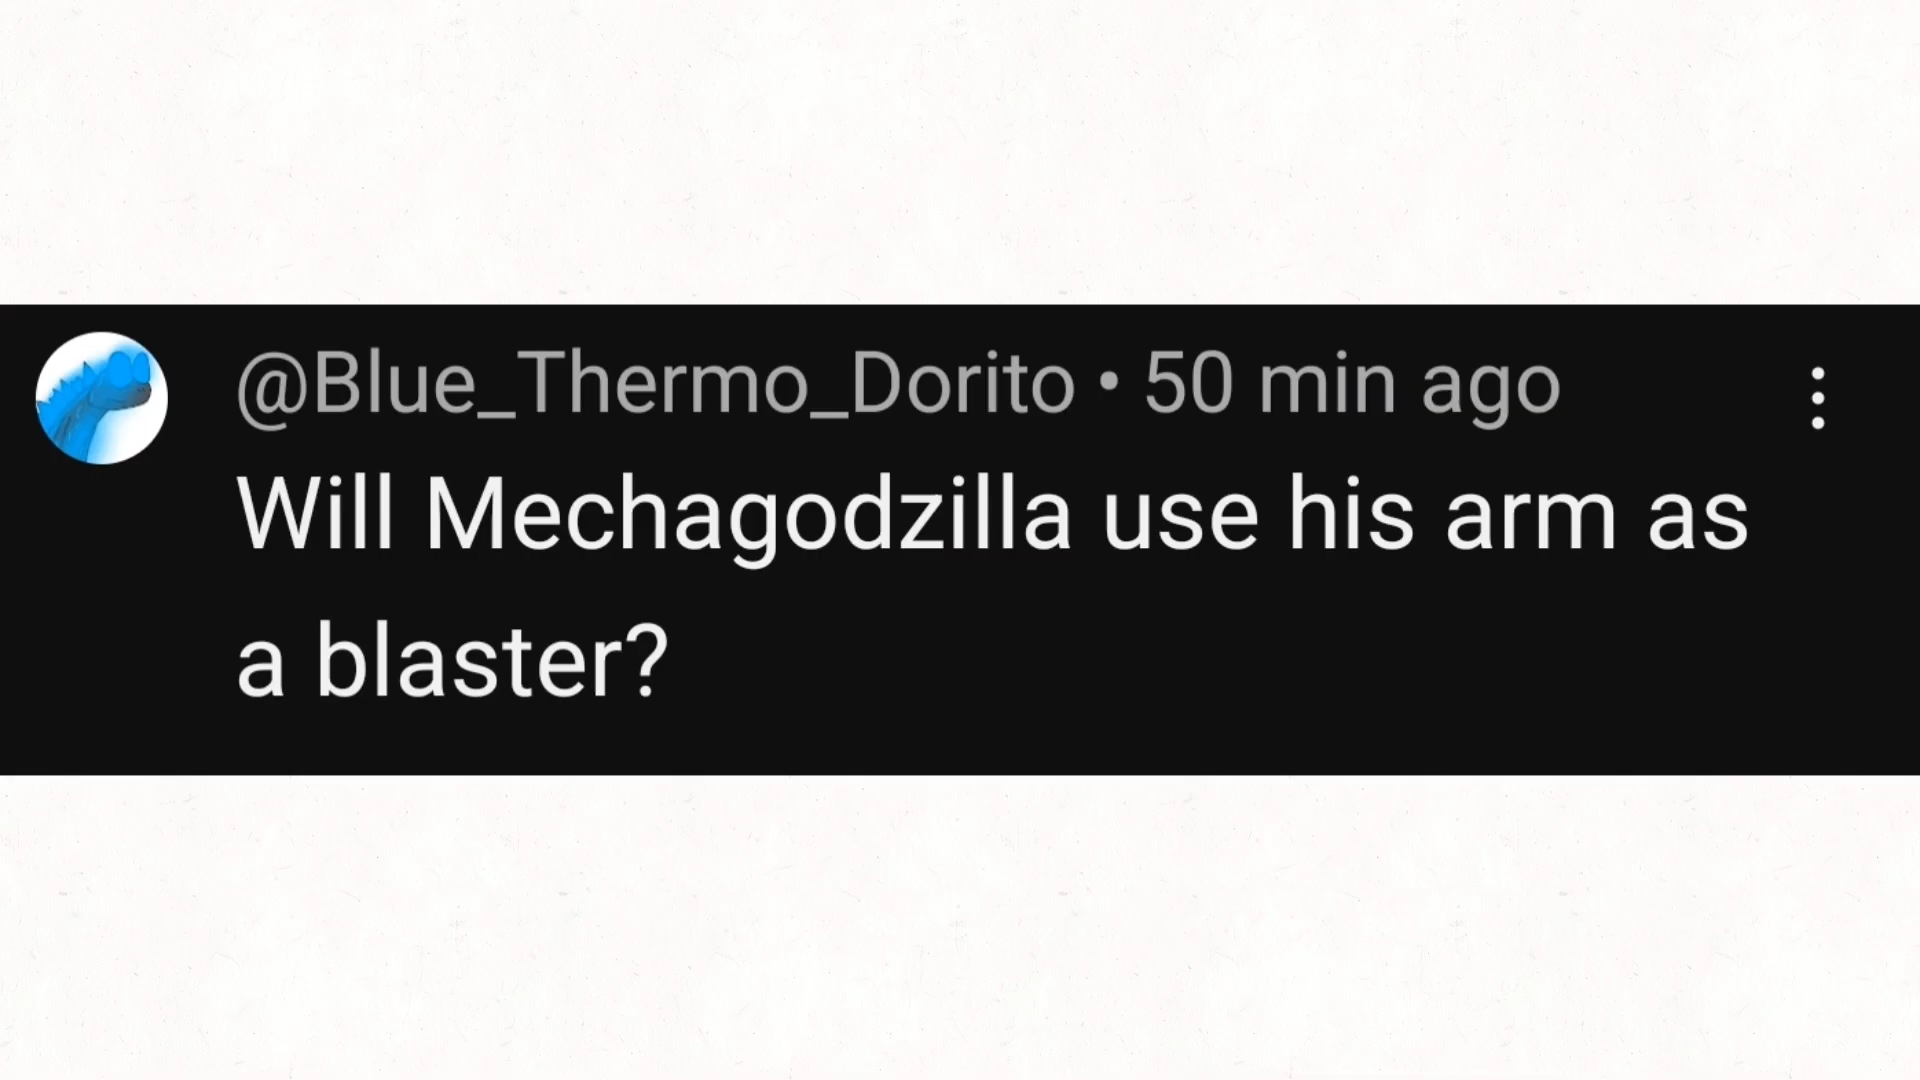 @Blue_Thermo_Dorito • 50 min ago
Will Mechagodzilla use his arm as
a blaster?